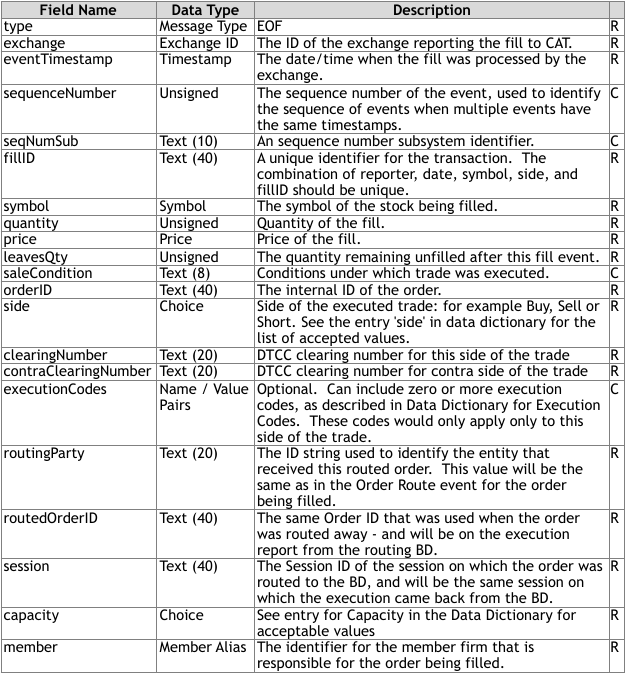 Field Name Data Type Description
type Message Type EOF R
exchange Exchange ID The ID of the exchange reporting the fill to CAT. R
eventTimestamp Timestamp The date/time when the fill was processed by the R
exchange.
sequenceNumber Unsigned The sequence number of the event, used to identify C
the sequence of events when multiple events have
the same timestamps.
seqNumSub Text (10) An sequence number subsystem identifier. C
fillID Text (40) A unique identifier for the transaction. The R
combination of reporter, date, symbol, side, and
fillID should be unique.
symbol Symbol The symbol of the stock being filled. R
quantity Unsigned Quantity of the fill. R
price Price Price of the fill. R
leavesQty Unsigned The quantity remaining unfilled after this fill event. R
saleCondition Text (8) Conditions under which trade was executed. C
orderID Text (40) The internal ID of the order. R
side Choice Side of the executed trade: for example Buy, Sell or R
Short. See the entry 'side' in data dictionary for the
list of accepted values.
clearingNumber Text (20) DTCC clearing number for this side of the trade R
contraClearingNumber Text (20) DTCC clearing number for contra side of the trade R
executionCodes Name / Value Optional. Can include zero or more execution C
Pairs codes, as described in Data Dictionary for Execution
Codes. These codes would only apply only to this
side of the trade.
routingParty Text (20) The ID string used to identify the entity that R
received this routed order. This value will be the
same as in the Order Route event for the order
being filled.
routedOrderID Text (40) The same Order ID that was used when the order R
was routed away - and will be on the execution
report from the routing BD.
session Text (40) The Session ID of the session on which the order was R
routed to the BD, and will be the same session on
which the execution came back from the BD.
capacity Choice See entry for Capacity in the Data Dictionary for R
acceptable values
member Member Alias The identifier for the member firm that is R
responsible for the order being filled.